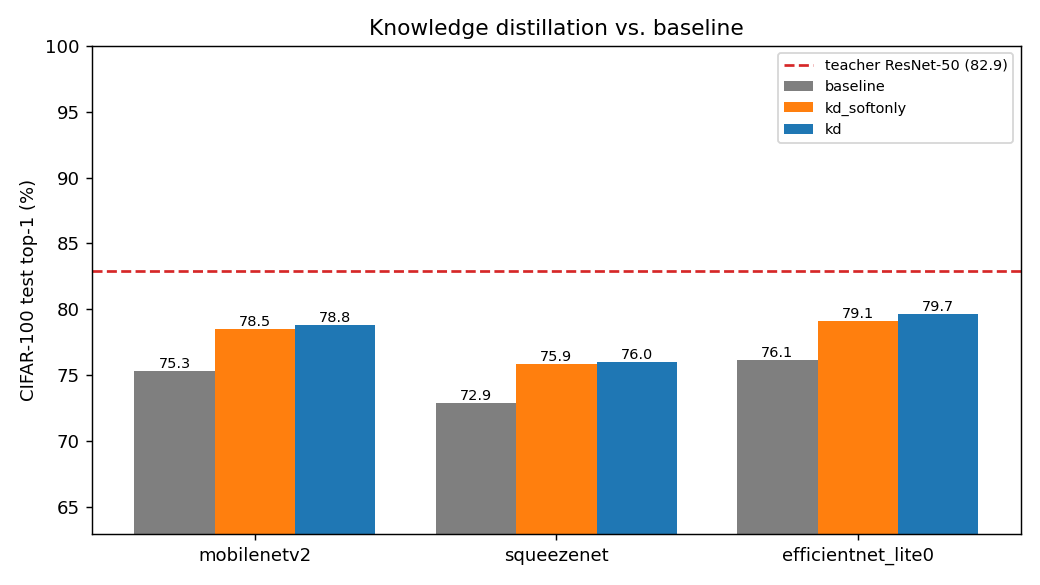 Knowledge distillation vs. baseline
100
95
90
85
80
75
70
65
CIFAR-100 test top-1 (%)
teacher ResNet-50 (82.9)
baseline
kd_softonly
kd
75.3
78.5
78.8
72.9
75.9
76.0
76.1
79.1
79.7
mobilenetv2
squeezenet
efficientnet_lite0